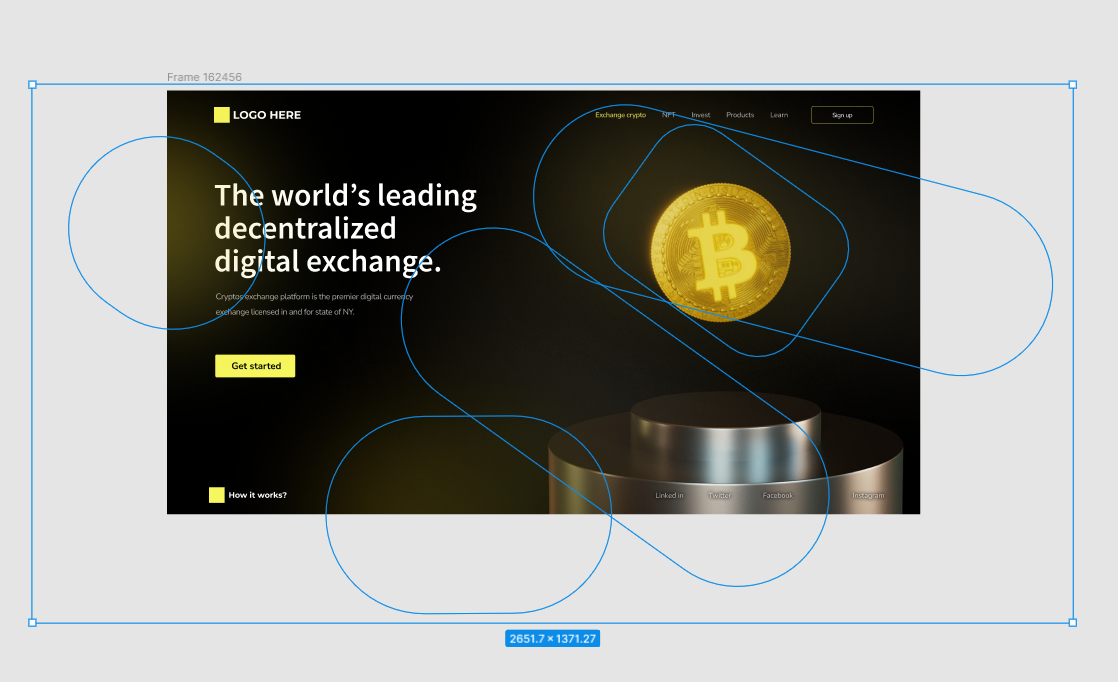 Frame 162456
LOGO HERE
Exchange crypto NFT Invest Products Learn Sign up
The world’s leading
decentralized
digital exchange.
Cryptos exchange platform is the premier digital currency
exchange licensed in and for state of NY.
Get started
How it works?
Linked in Twitter Facebook Instagram
2651.7 × 1371.27